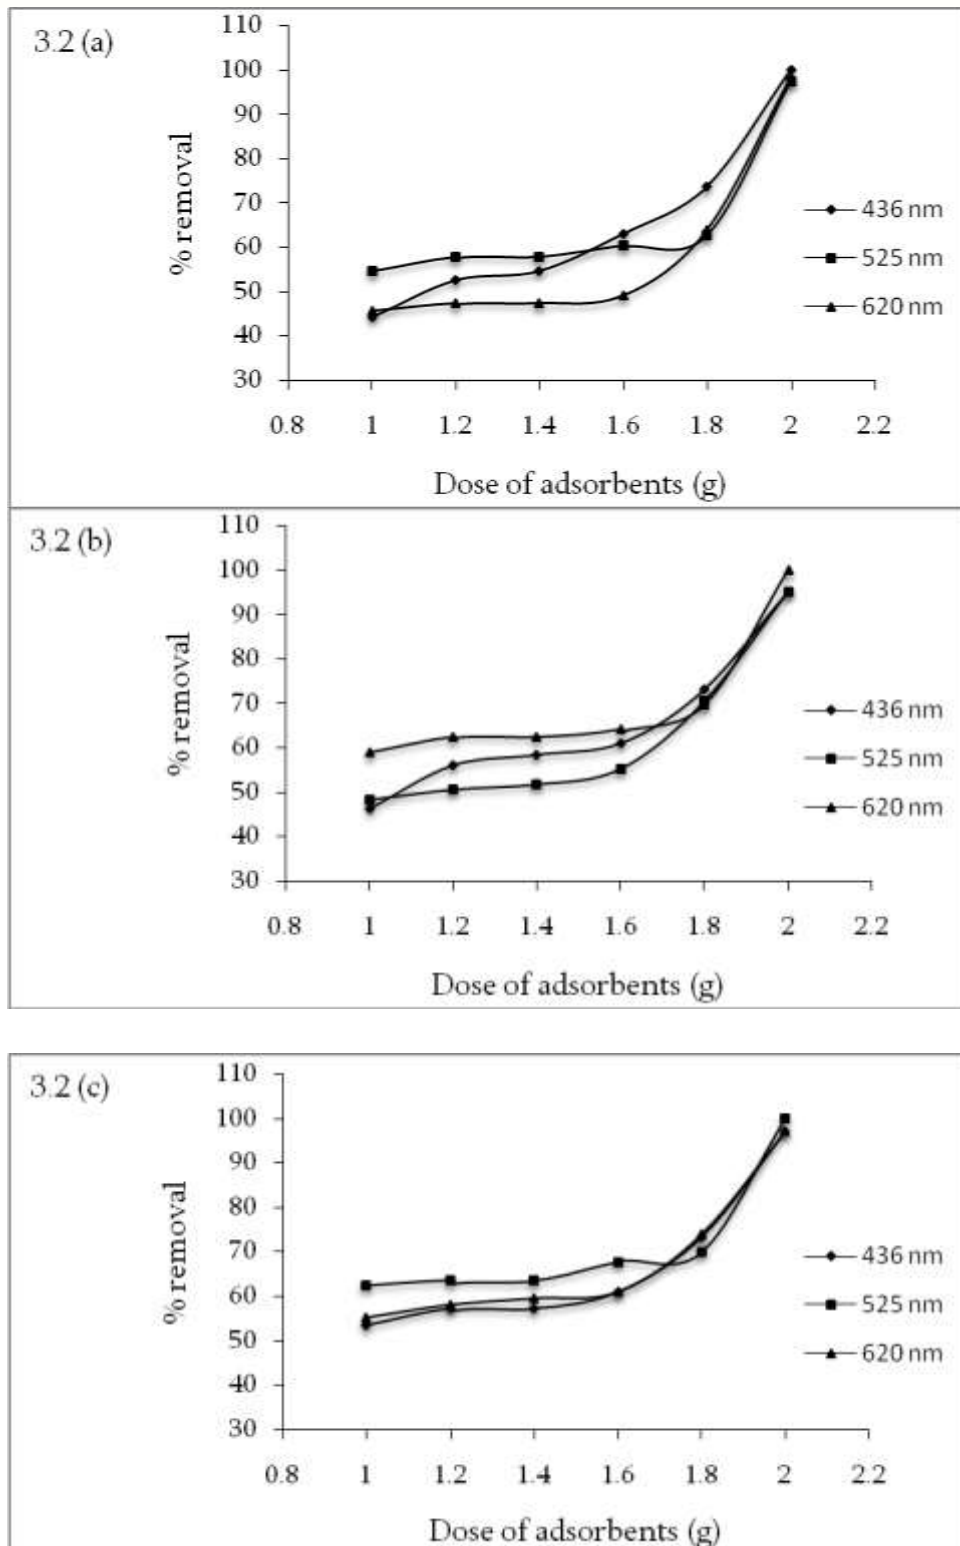 3.2 (a)
110
100
90
80
70
60
50
40
30
% removal
0.8 1 1.2 1.4 1.6 1.8 2 2.2
Dose of adsorbents (g)
436 nm
525 nm
620 nm
3.2 (b)
110
100
90
80
70
60
50
40
30
% removal
0.8 1 1.2 1.4 1.6 1.8 2 2.2
Dose of adsorbents (g)
436 nm
525 nm
620 nm
3.2 (c)
110
100
90
80
70
60
50
40
30
% removal
0.8 1 1.2 1.4 1.6 1.8 2 2.2
Dose of adsorbents (g)
436 nm
525 nm
620 nm